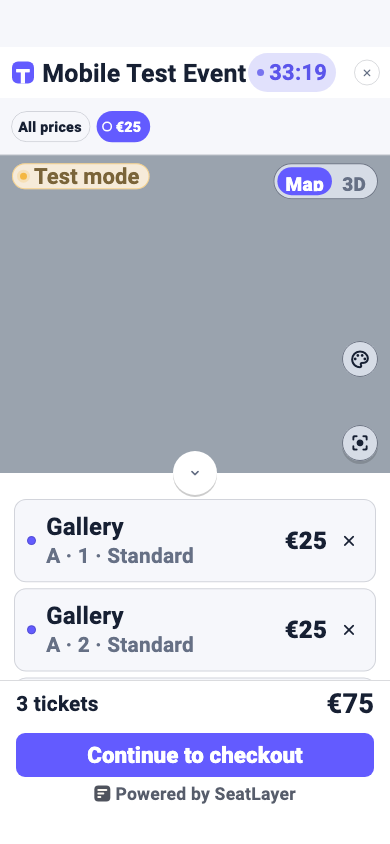 Mobile Test Event
33:19
All prices
€25
Test mode
Map
3D
Gallery
€25
A · 1 · Standard
Gallery
€25
A · 2 · Standard
3 tickets
€75
Continue to checkout
Powered by SeatLayer